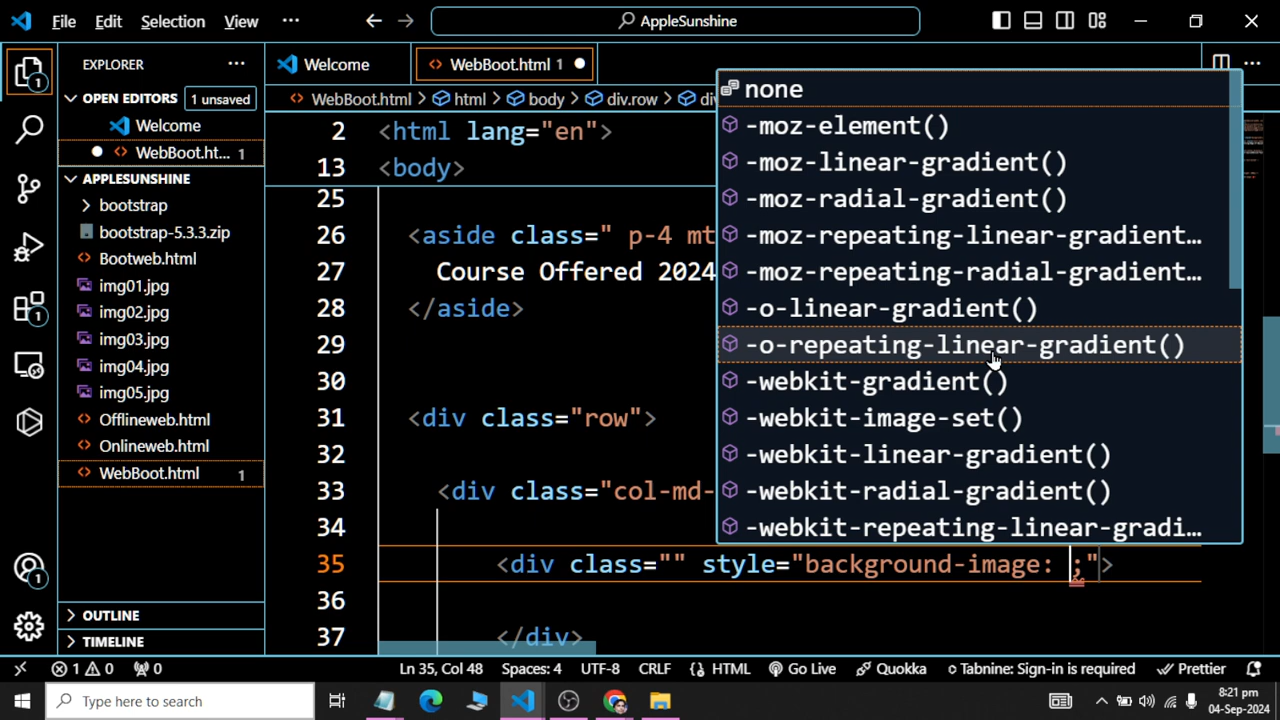 File Edit Selection View ··· AppleSunshine
EXPLORER ···
OPEN EDITORS 1 unsaved
Welcome
WebBoot.ht... 1
APPLESUNSHINE
bootstrap
bootstrap-5.3.3.zip
Bootweb.html
img01.jpg
img02.jpg
img03.jpg
img04.jpg
img05.jpg
Offlineweb.html
Onlineweb.html
WebBoot.html 1
OUTLINE
TIMELINE
1
1
1
Welcome WebBoot.html 1 ···
WebBoot.html > html > body > div.row > div
2 <html lang="en">
13 <body>
25
26 <aside class=" p-4 mt
27 Course Offered 2024
28 </aside>
29
30
31 <div class="row">
32
33 <div class="col-md-
34
35 <div class="" style="background-image: ;">
36
37 </div>
none
-moz-element()
-moz-linear-gradient()
-moz-radial-gradient()
-moz-repeating-linear-gradient...
-moz-repeating-radial-gradient...
-o-linear-gradient()
-o-repeating-linear-gradient()
-webkit-gradient()
-webkit-image-set()
-webkit-linear-gradient()
-webkit-radial-gradient()
-webkit-repeating-linear-gradi...
1 0 0 Ln 35, Col 48 Spaces: 4 UTF-8 CRLF HTML Go Live Quokka Tabnine: Sign-in is required Prettier
Type here to search
8:21 pm
04-Sep-2024